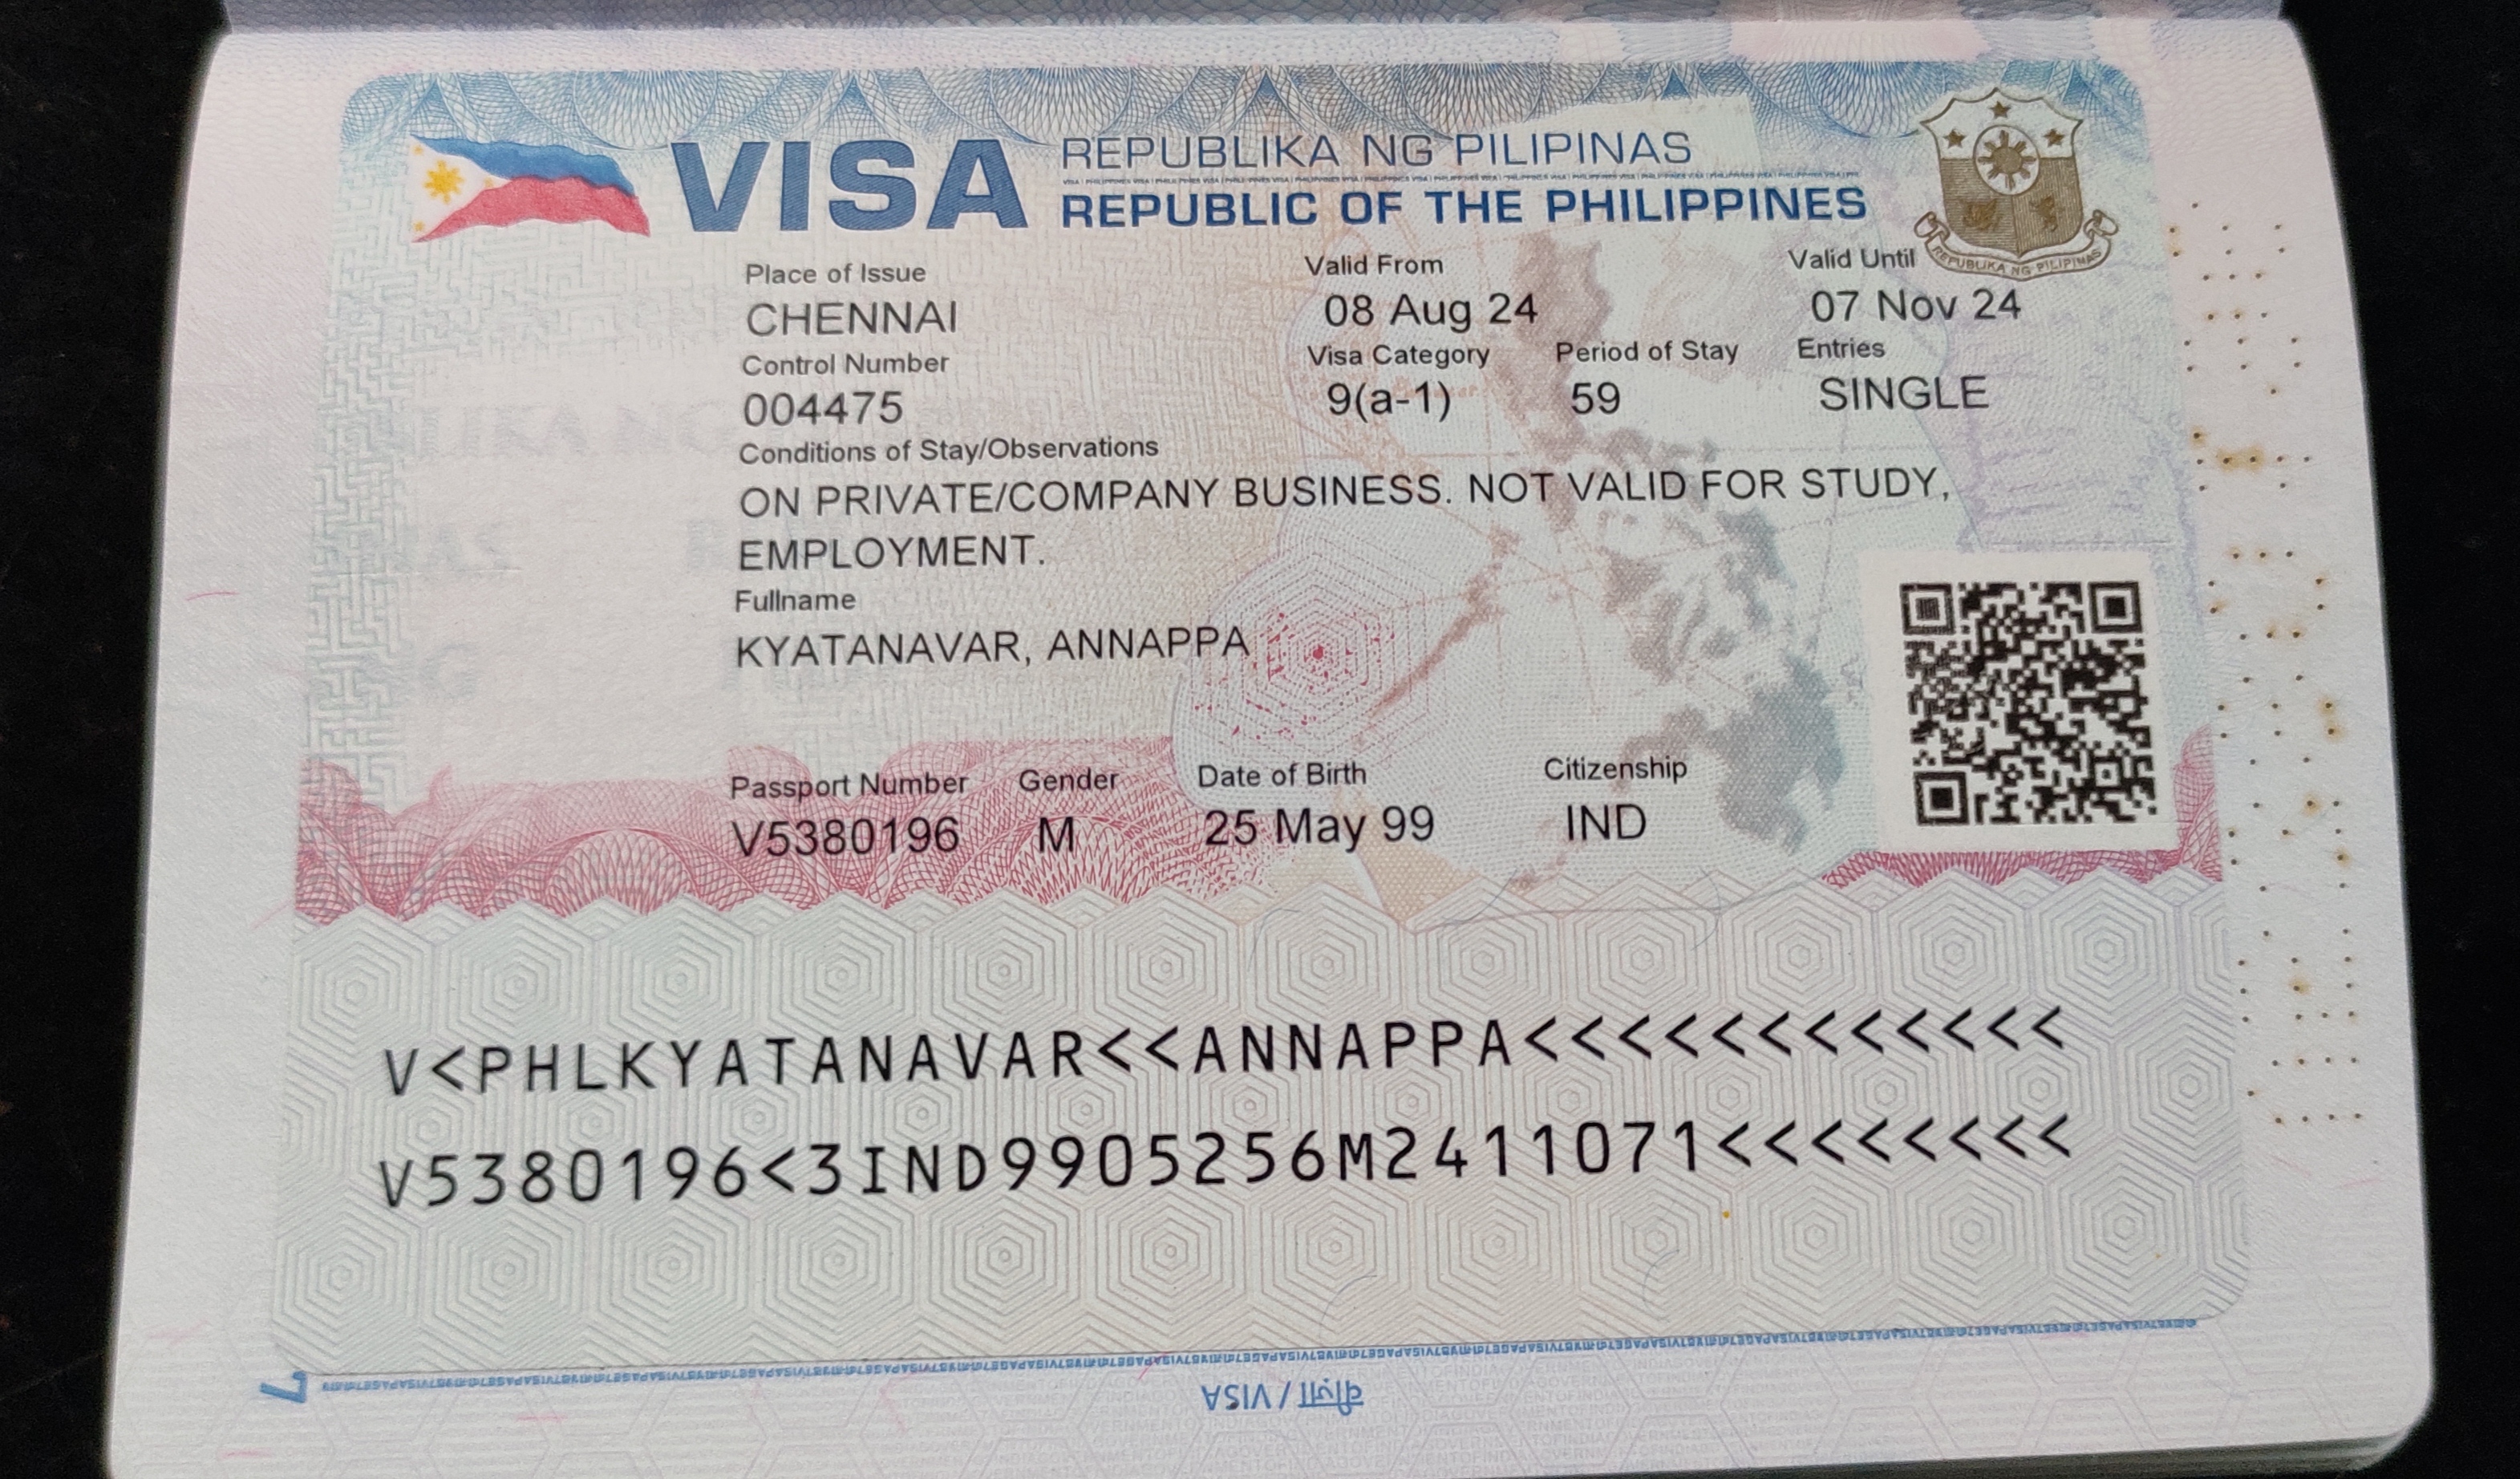 VISA
REPUBLIKA NG PILIPINAS
REPUBLIC OF THE PHILIPPINES
REPUBLIKA NG PILIPINAS
Place of Issue Valid From Valid Until
CHENNAI 08 Aug 24 07 Nov 24
Control Number Visa Category Period of Stay Entries
004475 9(a-1) 59 SINGLE
Conditions of Stay/Observations
ON PRIVATE/COMPANY BUSINESS. NOT VALID FOR STUDY,
EMPLOYMENT.
Fullname
KYATANAVAR, ANNAPPA
Passport Number Gender Date of Birth Citizenship
V5380196 M 25 May 99 IND
V<PHLKYATANAVAR<<ANNAPPA<<<<<<<<<<<<
V5380196<3IND9905256M2411071<<<<<<<<
7
वीज़ा / VISA